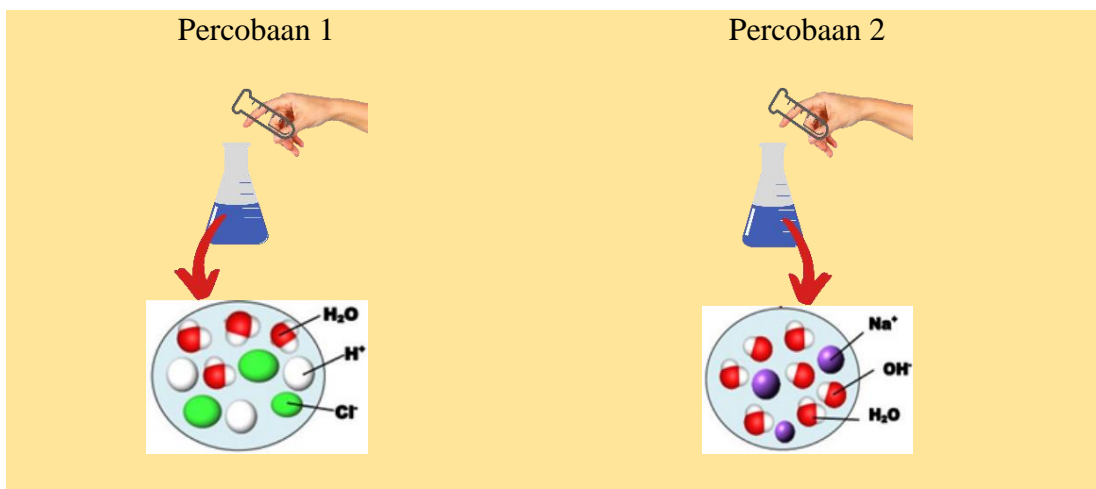 Percobaan 1
Percobaan 2
H₂O
H⁺
Cl⁻
Na⁺
OH⁻
H₂O